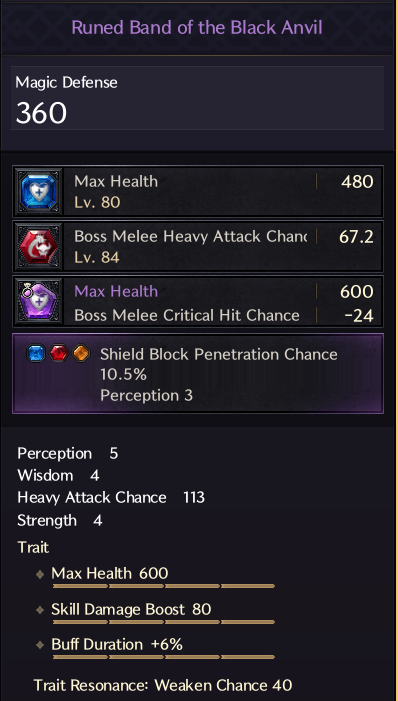 Runed Band of the Black Anvil
Magic Defense
360
Max Health 480
Lv. 80
Boss Melee Heavy Attack Chanc 67.2
Lv. 84
Max Health 600
Boss Melee Critical Hit Chance -24
Shield Block Penetration Chance
10.5%
Perception 3
Perception 5
Wisdom 4
Heavy Attack Chance 113
Strength 4
Trait
Max Health 600
Skill Damage Boost 80
Buff Duration +6%
Trait Resonance: Weaken Chance 40